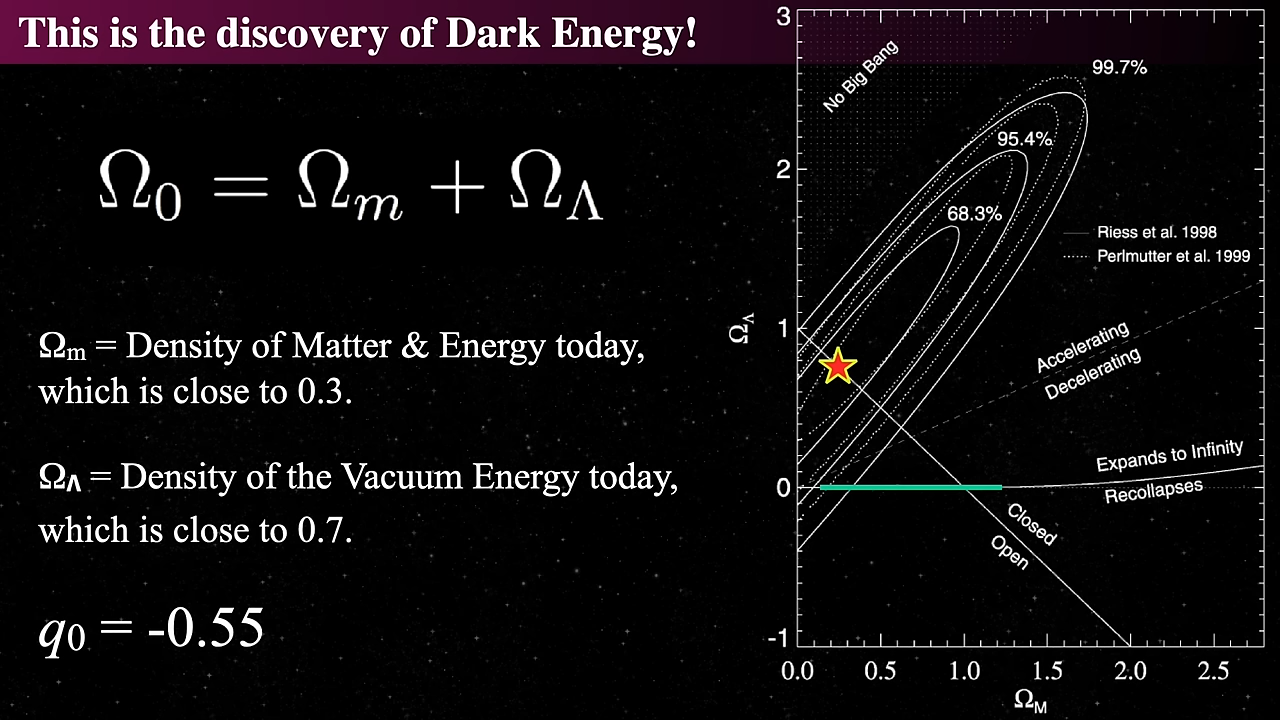 This is the discovery of Dark Energy!
Ω₀ = Ωₘ + Ω_Λ
Ωm = Density of Matter & Energy today,
which is close to 0.3.
ΩΛ = Density of the Vacuum Energy today,
which is close to 0.7.
q₀ = -0.55
3
2
1
0
-1
Ω_Λ
No Big Bang
99.7%
95.4%
68.3%
Riess et al. 1998
Perlmutter et al. 1999
Accelerating
Decelerating
Expands to Infinity
Recollapses
Closed
Open
0.0 0.5 1.0 1.5 2.0 2.5
Ω_M